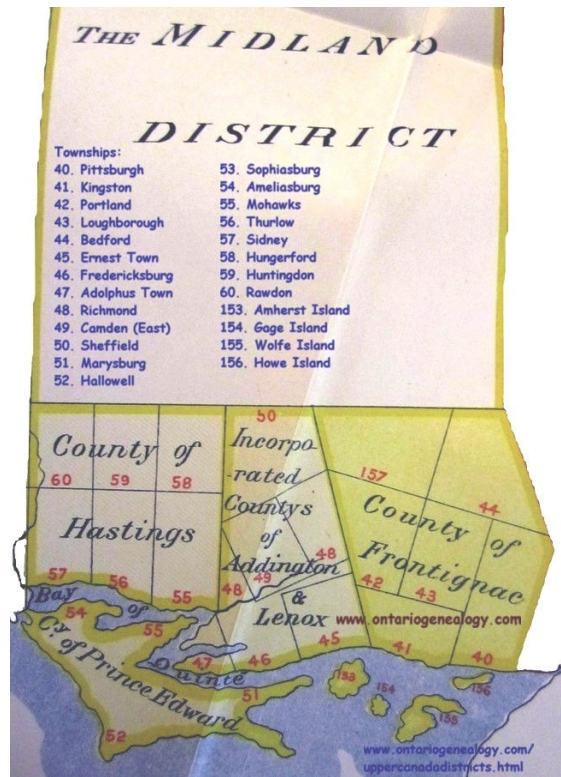 THE MIDLAND
DISTRICT
Townships:
40. Pittsburgh
41. Kingston
42. Portland
43. Loughborough
44. Bedford
45. Ernest Town
46. Fredericksburg
47. Adolphus Town
48. Richmond
49. Camden (East)
50. Sheffield
51. Marysburg
52. Hallowell
53. Sophiasburg
54. Ameliasburg
55. Mohawks
56. Thurlow
57. Sidney
58. Hungerford
59. Huntingdon
60. Rawdon
153. Amherst Island
154. Gage Island
155. Wolfe Island
156. Howe Island
50
County of
Incorpo-
-rated
60 59 58
157
44
Countys
County of
Hastings
of
48
Frontignac
Addington
57 56 55
48 49
42 43
&
Bay of
Lenox
www.ontariogenealogy.com
54 55
45 41
Quinte
47 46 40
Cy. of Prince Edward
51
153 154 156
155
52
www.ontariogenealogy.com/
uppercanadadistricts.html